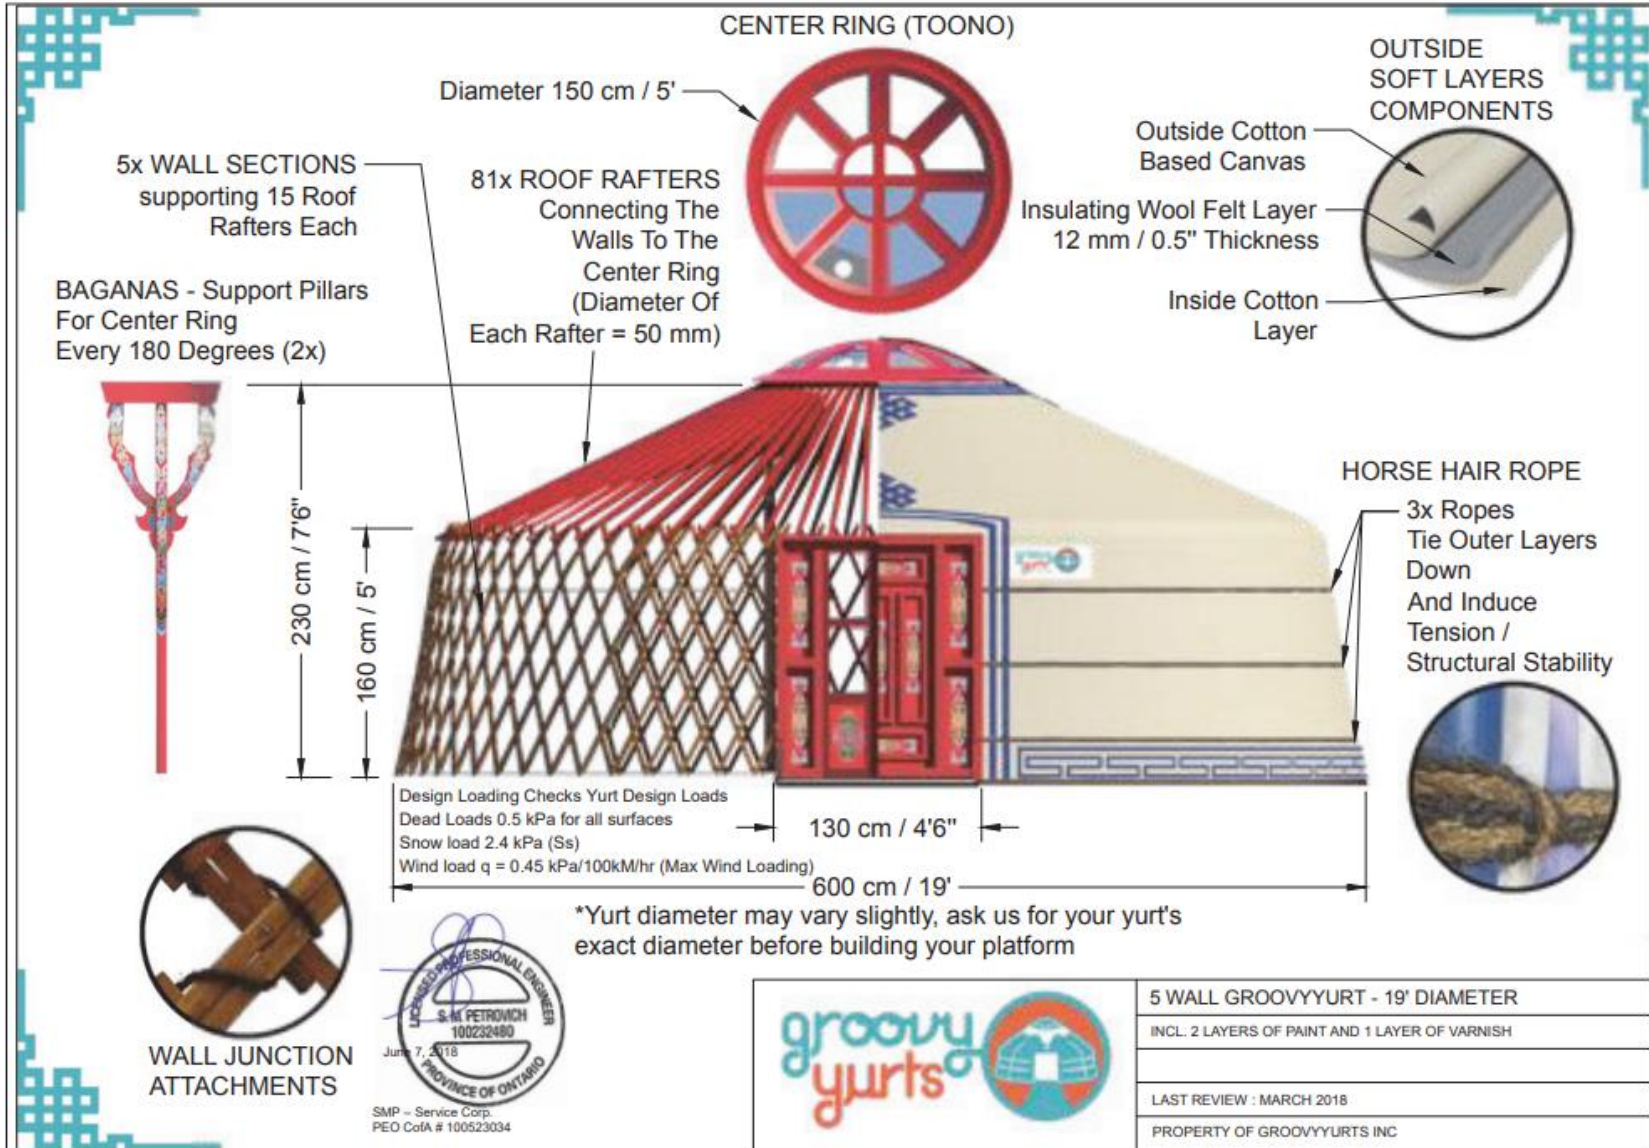 CENTER RING (TOONO)
Diameter 150 cm / 5'
OUTSIDE
SOFT LAYERS
COMPONENTS
Outside Cotton
Based Canvas
Insulating Wool Felt Layer
12 mm / 0.5" Thickness
Inside Cotton
Layer
5x WALL SECTIONS
supporting 15 Roof
Rafters Each
81x ROOF RAFTERS
Connecting The
Walls To The
Center Ring
(Diameter Of
Each Rafter = 50 mm)
BAGANAS - Support Pillars
For Center Ring
Every 180 Degrees (2x)
230 cm / 7'6"
160 cm / 5'
groovy
yurts
HORSE HAIR ROPE
3x Ropes
Tie Outer Layers
Down
And Induce
Tension /
Structural Stability
Design Loading Checks Yurt Design Loads
Dead Loads 0.5 kPa for all surfaces
Snow load 2.4 kPa (Ss)
Wind load q = 0.45 kPa/100kM/hr (Max Wind Loading)
130 cm / 4'6"
600 cm / 19'
*Yurt diameter may vary slightly, ask us for your yurt's
exact diameter before building your platform
WALL JUNCTION
ATTACHMENTS
LICENSED PROFESSIONAL ENGINEER
S. M. PETROVICH
100232480
June 7, 2018
PROVINCE OF ONTARIO
SMP – Service Corp.
PEO CofA # 100523034
groovy
yurts
5 WALL GROOVYYURT - 19' DIAMETER
INCL. 2 LAYERS OF PAINT AND 1 LAYER OF VARNISH
LAST REVIEW : MARCH 2018
PROPERTY OF GROOVYYURTS INC